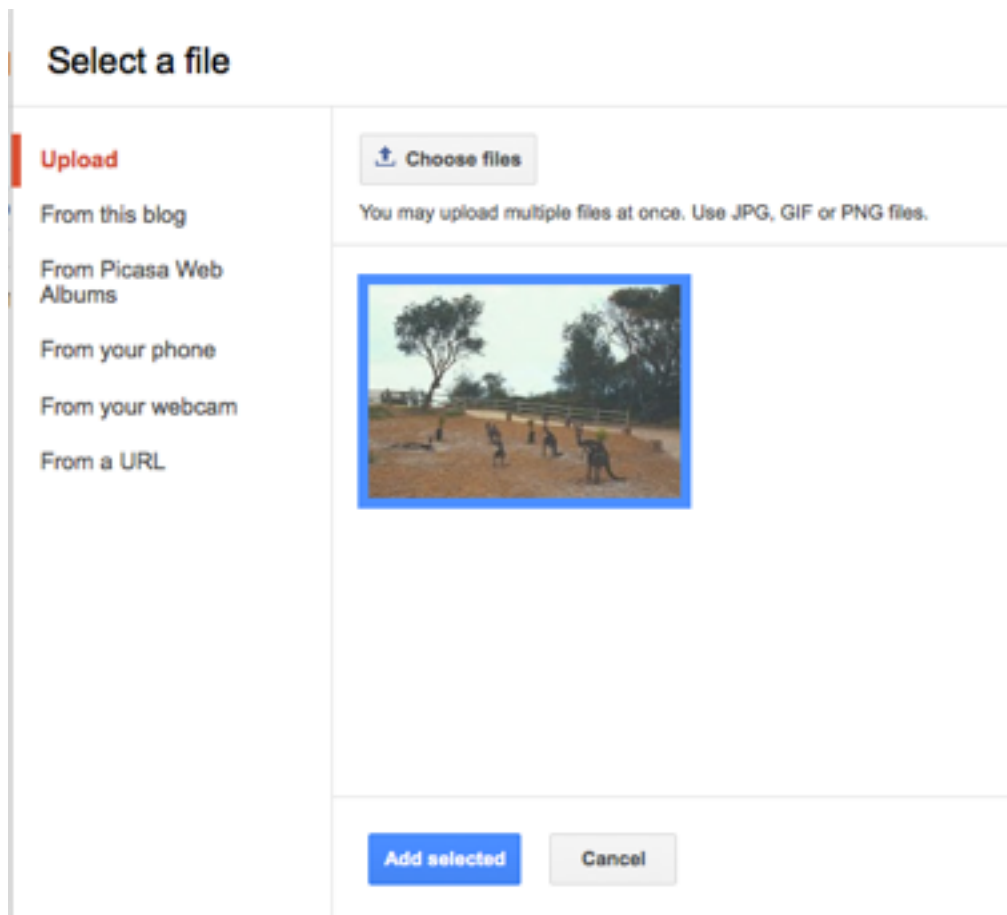 Select a file
Upload
From this blog
From Picasa Web
Albums
From your phone
From your webcam
From a URL
Choose files
You may upload multiple files at once. Use JPG, GIF or PNG files.
Add selected
Cancel